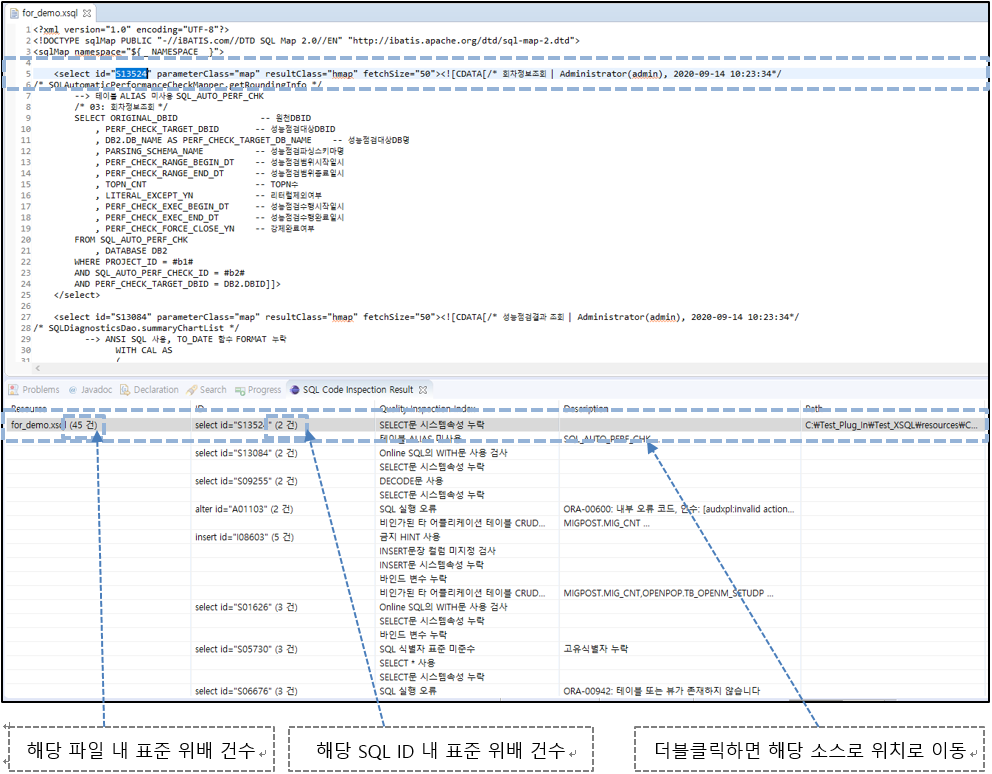 for_demo.xsql
1 <?xml version="1.0" encoding="UTF-8"?>
2 <!DOCTYPE sqlMap PUBLIC "-//iBATIS.com//DTD SQL Map 2.0//EN" "http://ibatis.apache.org/dtd/sql-map-2.dtd">
3 <sqlMap namespace="${__NAMESPACE__}">
4
5 <select id="S13524" parameterClass="map" resultClass="hmap" fetchSize="50"><![CDATA[/* 회차정보조회 | Administrator(admin), 2020-09-14 10:23:34*/
6 /* SQLAutomaticPerformanceCheckMapper.getRoundingInfo */
7 --> 테이블 ALIAS 미사용 SQL_AUTO_PERF_CHK
8 /* 03: 회차정보조회 */
9 SELECT ORIGINAL_DBID -- 원천DBID
10 , PERF_CHECK_TARGET_DBID -- 성능점검대상DBID
11 , DB2.DB_NAME AS PERF_CHECK_TARGET_DB_NAME -- 성능점검대상DB명
12 , PARSING_SCHEMA_NAME -- 성능점검파싱스키마명
13 , PERF_CHECK_RANGE_BEGIN_DT -- 성능점검범위시작일시
14 , PERF_CHECK_RANGE_END_DT -- 성능점검범위종료일시
15 , TOPN_CNT -- TOPN수
16 , LITERAL_EXCEPT_YN -- 리터럴제외여부
17 , PERF_CHECK_EXEC_BEGIN_DT -- 성능점검수행시작일시
18 , PERF_CHECK_EXEC_END_DT -- 성능점검수행완료일시
19 , PERF_CHECK_FORCE_CLOSE_YN -- 강제완료여부
20 FROM SQL_AUTO_PERF_CHK
21 , DATABASE DB2
22 WHERE PROJECT_ID = #b1#
23 AND SQL_AUTO_PERF_CHECK_ID = #b2#
24 AND PERF_CHECK_TARGET_DBID = DB2.DBID]]>
25 </select>
26
27 <select id="S13084" parameterClass="map" resultClass="hmap" fetchSize="50"><![CDATA[/* 성능점검결과 조회 | Administrator(admin), 2020-09-14 10:23:34*/
28 /* SQLDiagnosticsDao.summaryChartList */
29 --> ANSI SQL 사용, TO_DATE 함수 FORMAT 누락
30 WITH CAL AS
31 (
Problems Javadoc Declaration Search Progress SQL Code Inspection Result
Resource ID Quality Inspection Index Description Path
for_demo.xsql (45 건) select id="S1352 " (2 건) SELECT문 시스템속성 누락 C:₩Test_Plug_In₩Test_XSQL₩resources₩C...
테이블 ALIAS 미사용 SQL_AUTO_PERF_CHK
select id="S13084" (2 건) Online SQL의 WITH문 사용 검사
SELECT문 시스템속성 누락
select id="S09255" (2 건) DECODE문 사용
SELECT문 시스템속성 누락
alter id="A01103" (2 건) SQL 실행 오류 ORA-00600: 내부 오류 코드, 인수: [audxpl:invalid action...
비인가된 타 어플리케이션 테이블 CRUD... MIGPOST.MIG_CNT ...
insert id="I08603" (5 건) 금지 HINT 사용
INSERT문장 컬럼 미지정 검사
INSERT문 시스템속성 누락
바인드 변수 누락
비인가된 타 어플리케이션 테이블 CRUD... MIGPOST.MIG_CNT,OPENPOP.TB_OPENM_SETUDP ...
select id="S01626" (3 건) Online SQL의 WITH문 사용 검사
SELECT문 시스템속성 누락
바인드 변수 누락
select id="S05730" (3 건) SQL 식별자 표준 미준수 고유식별자 누락
SELECT * 사용
SELECT문 시스템속성 누락
select id="S06676" (3 건) SQL 실행 오류 ORA-00942: 테이블 또는 뷰가 존재하지 않습니다
해당 파일 내 표준 위배 건수
해당 SQL ID 내 표준 위배 건수
더블클릭하면 해당 소스로 위치로 이동